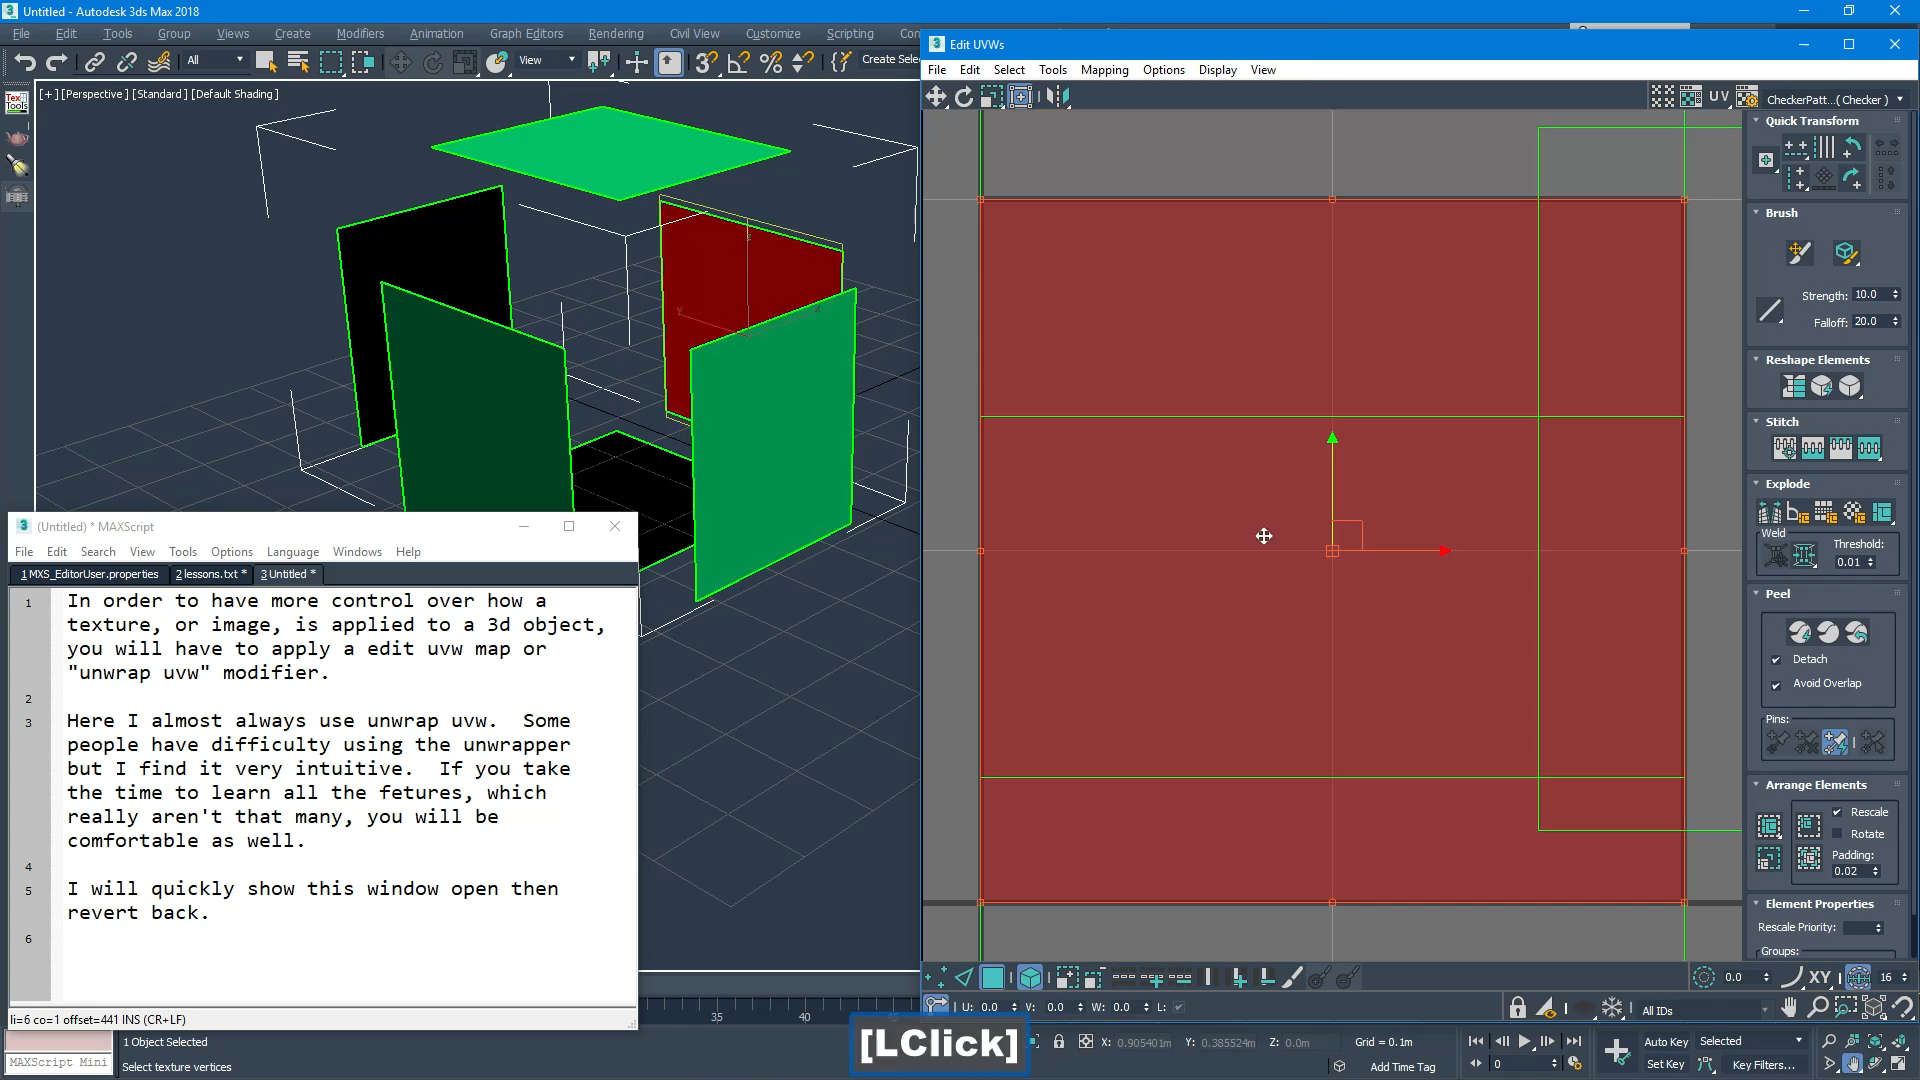 Untitled - Autodesk 3ds Max 2018
File Edit Tools Group Views Create Modifiers Animation Graph Editors Rendering Civil View Customize Scripting Co
All View Create Sele
[+] [Perspective] [Standard] [Default Shading]
Tex
Tools
Edit UVWs
File Edit Select Tools Mapping Options Display View
UV CheckerPatt...( Checker )
Quick Transform
Brush
Strength: 10.0
Falloff: 20.0
Reshape Elements
Stitch
Explode
Weld
Threshold:
0.01
Peel
Detach
Avoid Overlap
Pins:
Arrange Elements
Rescale
Rotate
Padding:
0.02
Element Properties
Rescale Priority:
Groups:
0.0 XY 16
U: 0.0 V: 0.0 W: 0.0 L:
All IDs
(Untitled) * MAXScript
File Edit Search View Tools Options Language Windows Help
1 MXS_EditorUser.properties 2 lessons.txt * 3 Untitled *
1 In order to have more control over how a
texture, or image, is applied to a 3d object,
you will have to apply a edit uvw map or
"unwrap uvw" modifier.
2
3 Here I almost always use unwrap uvw. Some
people have difficulty using the unwrapper
but I find it very intuitive. If you take
the time to learn all the fetures, which
really aren't that many, you will be
comfortable as well.
4
5 I will quickly show this window open then
revert back.
6
li=6 co=1 offset=441 INS (CR+LF)
35 40
[LClick]
1 Object Selected
X: 0.905401m Y: 0.385524m Z: 0.0m Grid = 0.1m
Auto Key Selected
MAXScript Mini
Select texture vertices
Add Time Tag
0
Set Key Key Filters...